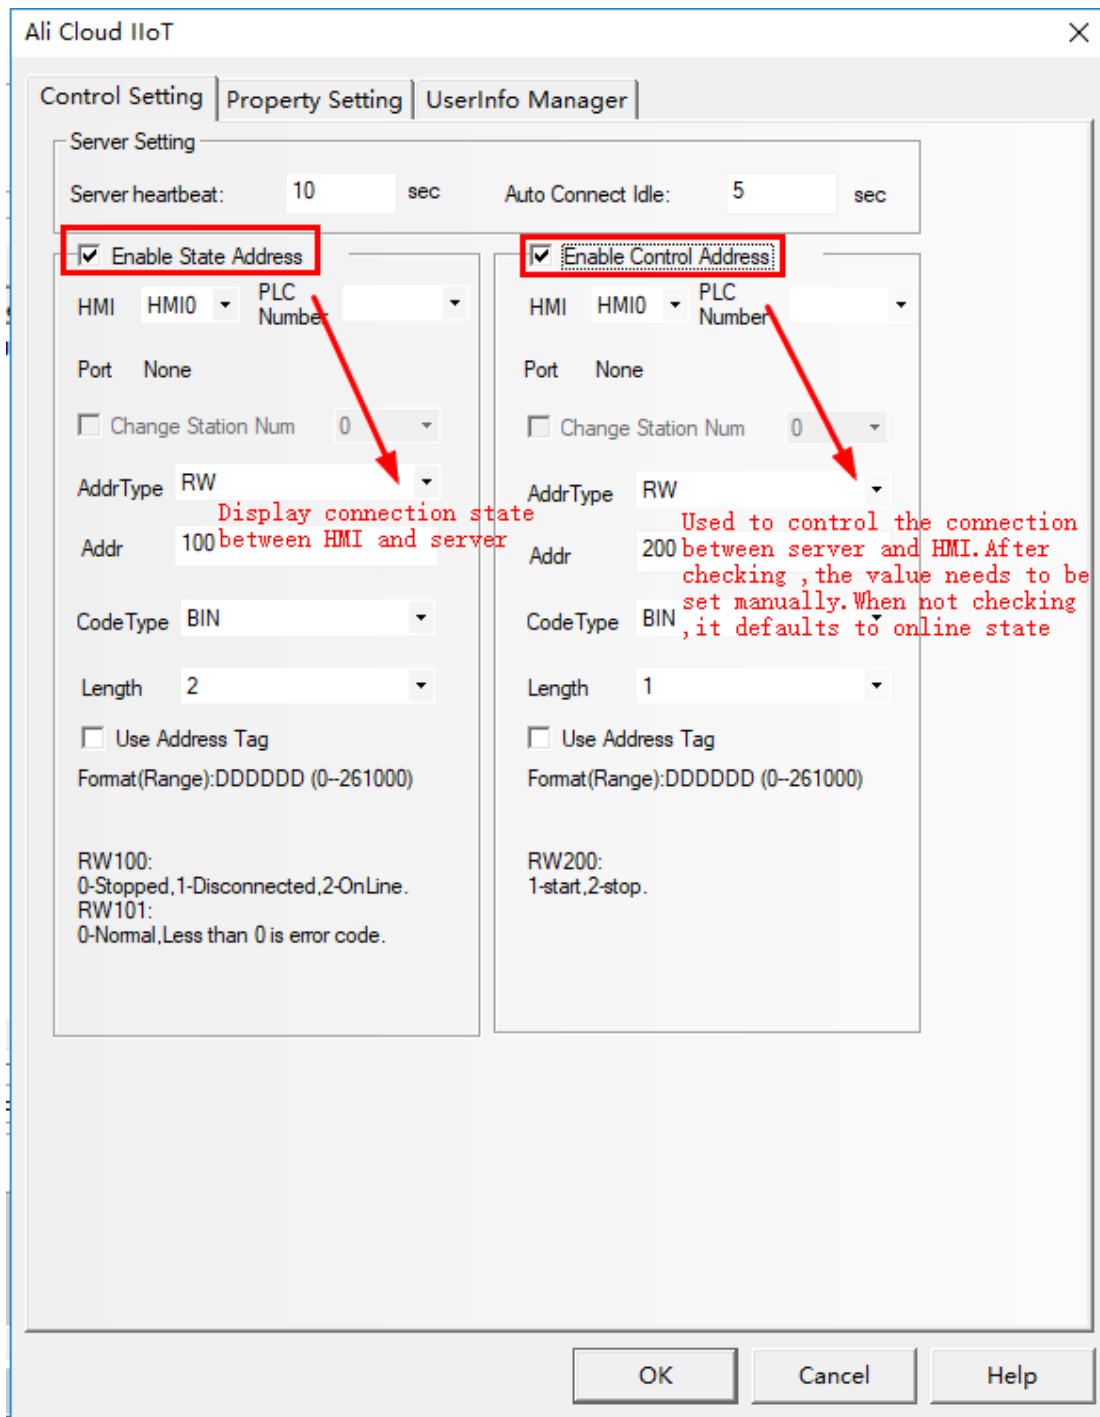 Ali Cloud IIoT
Control Setting Property Setting UserInfo Manager
Server Setting
Server heartbeat: 10 sec Auto Connect Idle: 5 sec
Enable State Address
HMI HMI0 PLC Number
Port None
Change Station Num 0
AddrType RW
Display connection state
between HMI and server
Addr 100
CodeType BIN
Length 2
Use Address Tag
Format(Range):DDDDDD (0--261000)
RW100:
0-Stopped,1-Disconnected,2-OnLine.
RW101:
0-Normal,Less than 0 is error code.
Enable Control Address
HMI HMI0 PLC Number
Port None
Change Station Num 0
AddrType RW
Used to control the connection
between server and HMI.After
checking ,the value needs to be
set manually.When not checking
,it defaults to online state
Addr 200
CodeType BIN
Length 1
Use Address Tag
Format(Range):DDDDDD (0--261000)
RW200:
1-start,2-stop.
OK Cancel Help